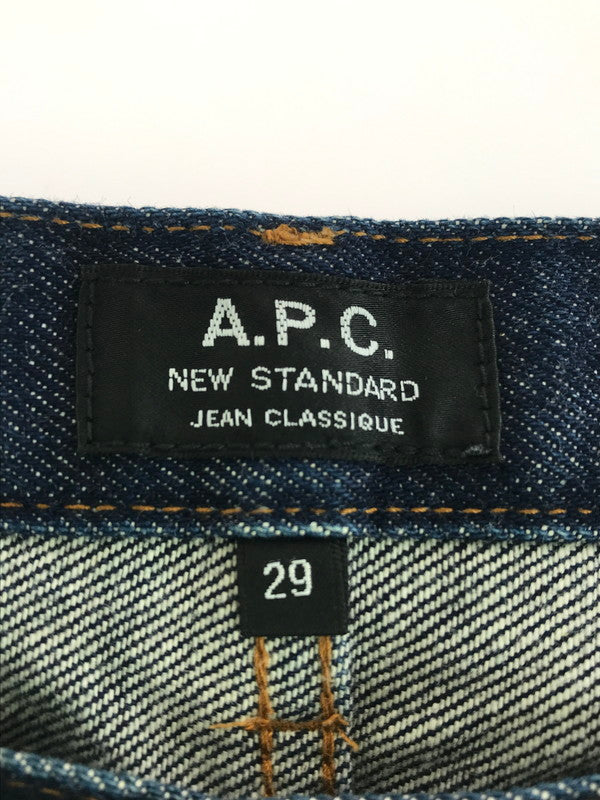 A.P.C.
NEW STANDARD
JEAN CLASSIQUE
29